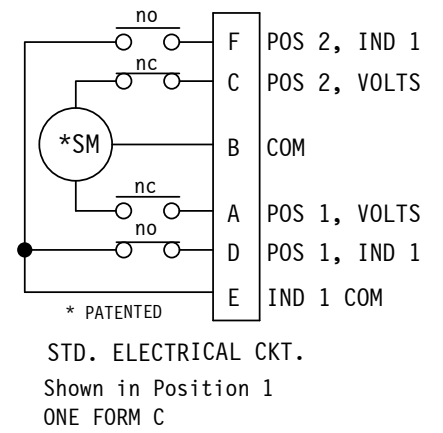 no
F POS 2, IND 1
nc
C POS 2, VOLTS
*SM B COM
nc
A POS 1, VOLTS
no
D POS 1, IND 1
E IND 1 COM
* PATENTED
STD. ELECTRICAL CKT.
Shown in Position 1
ONE FORM C